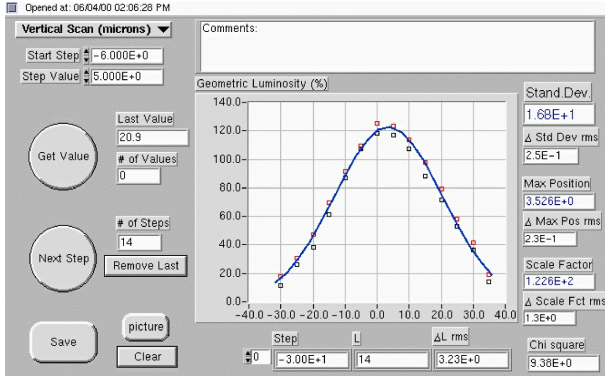 Opened at: 06/04/00 02:06:28 PM
Vertical Scan (microns)
Start Step -6.000E+0
Step Value 5.000E+0
Comments:
Get Value
Last Value
20.9
# of Values
0
Next Step
# of Steps
14
Remove Last
Save
picture
Clear
Geometric Luminosity (%)
140.0-
120.0-
100.0-
80.0-
60.0-
40.0-
20.0-
0.0-
-40.0 -30.0 -20.0 -10.0 0.0 10.0 20.0 30.0 40.0
Step L ΔL rms
0 -3.00E+1 14 3.23E+0
Stand.Dev.
1.68E+1
Δ Std Dev rms
2.5E-1
Max Position
3.526E+0
Δ Max Pos rms
2.3E-1
Scale Factor
1.226E+2
Δ Scale Fct rms
1.3E+0
Chi square
9.38E+0